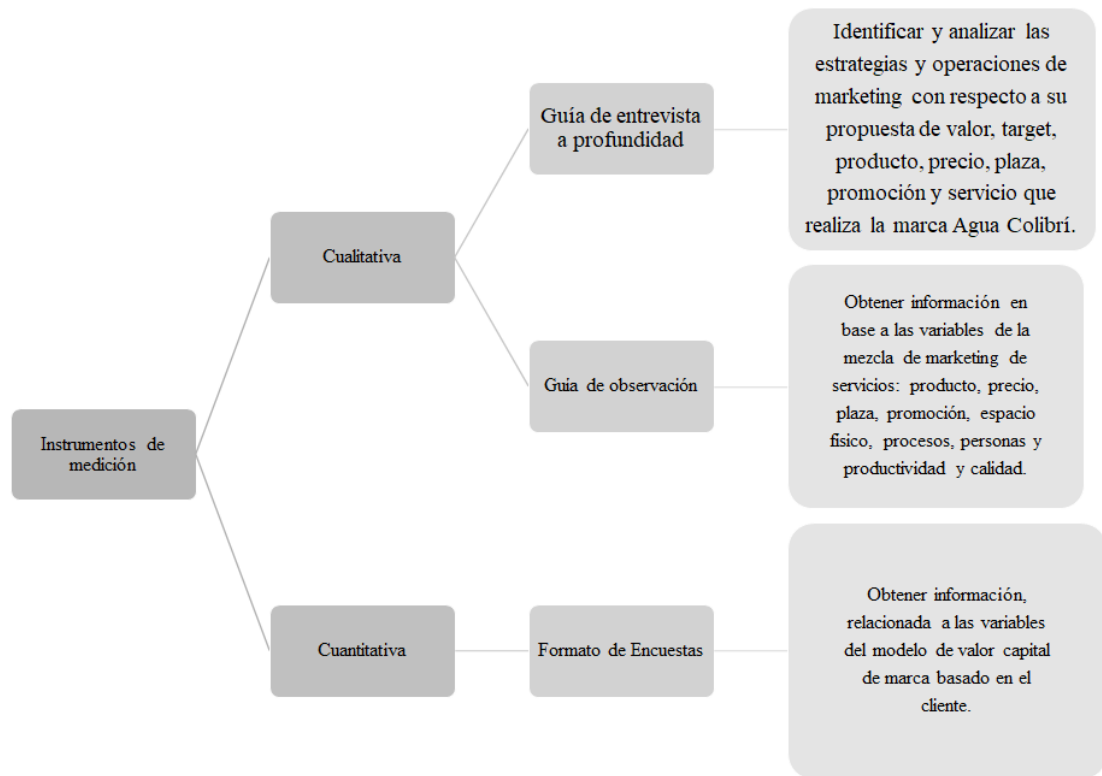 Instrumentos de
medición
Cualitativa
Guía de entrevista
a profundidad
Identificar y analizar las
estrategias y operaciones de
marketing con respecto a su
propuesta de valor, target,
producto, precio, plaza,
promoción y servicio que
realiza la marca Agua Colibrí.
Guia de observación
Obtener información en
base a las variables de la
mezcla de marketing de
servicios: producto, precio,
plaza, promoción, espacio
fisico, procesos, personas y
productividad y calidad.
Cuantitativa
Formato de Encuestas
Obtener información,
relacionada a las variables
del modelo de valor capital
de marca basado en el
cliente.